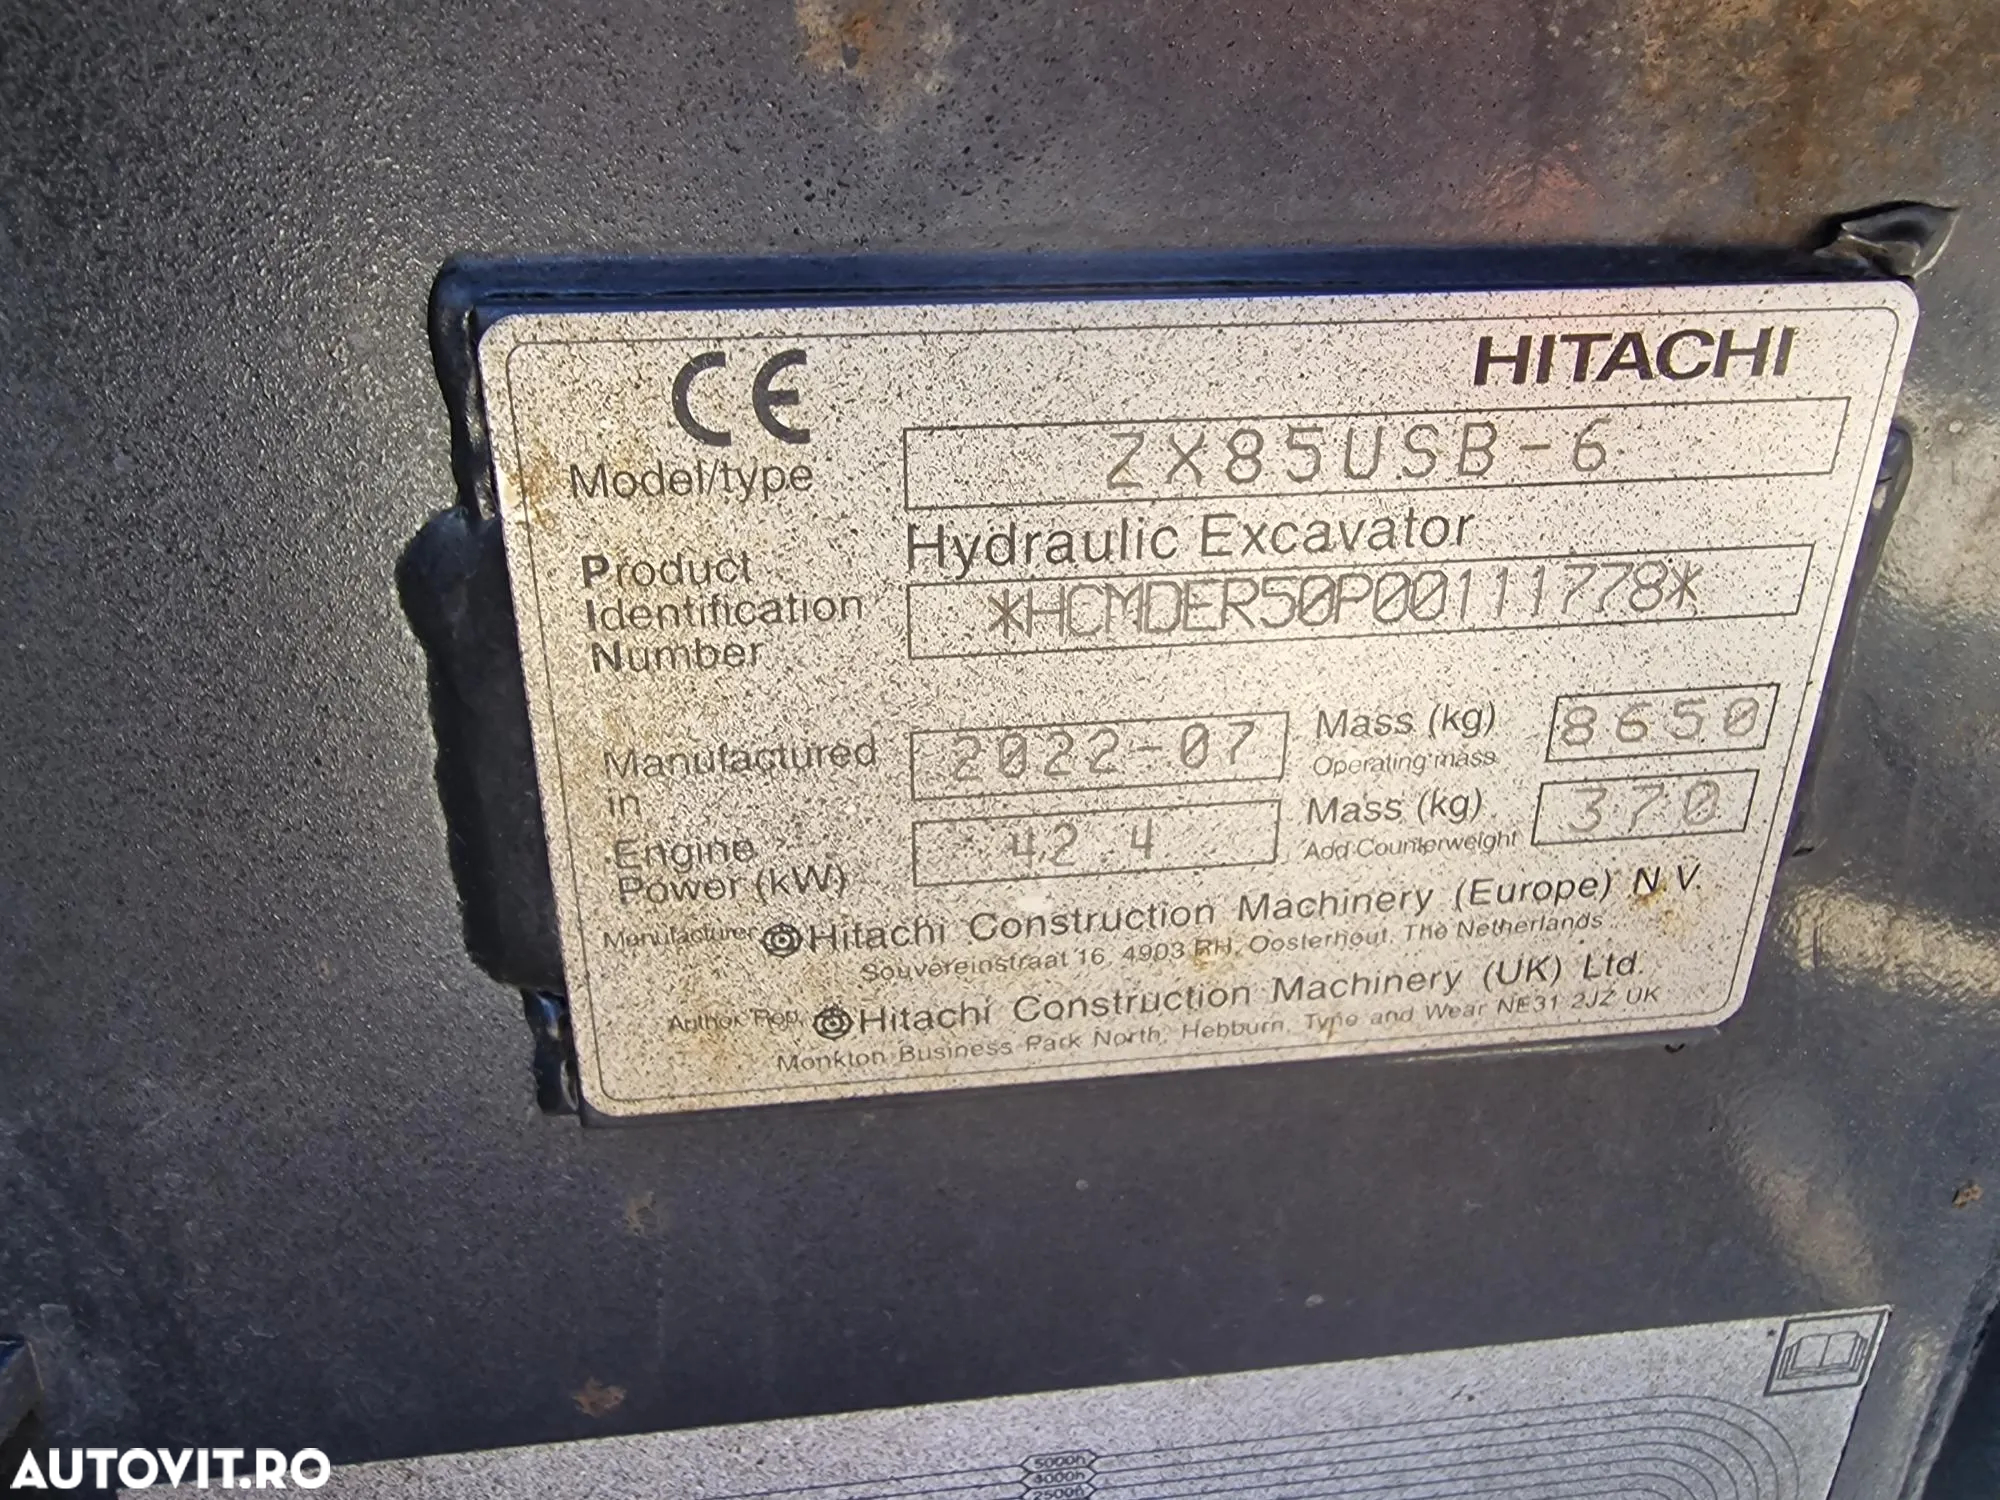 CE
HITACHI
Model/type ZX85USB-6
Hydraulic Excavator
Product
Identification
Number
*HCMDER50P00111778*
Manufactured
in
2022-07
Mass (kg) 8650
Operating mass
Engine
Power (kW)
42.4
Mass (kg) 370
Add Counterweight
Manufacturer Hitachi Construction Machinery (Europe) N.V.
Souvereinstraat 16, 4903 RH, Oosterhout, The Netherlands
Author. Rep. Hitachi Construction Machinery (UK) Ltd.
Monkton Business Park North, Hebburn, Tyne and Wear NE31 2JZ UK
5000h
4000h
2500h
AUTOVIT.RO